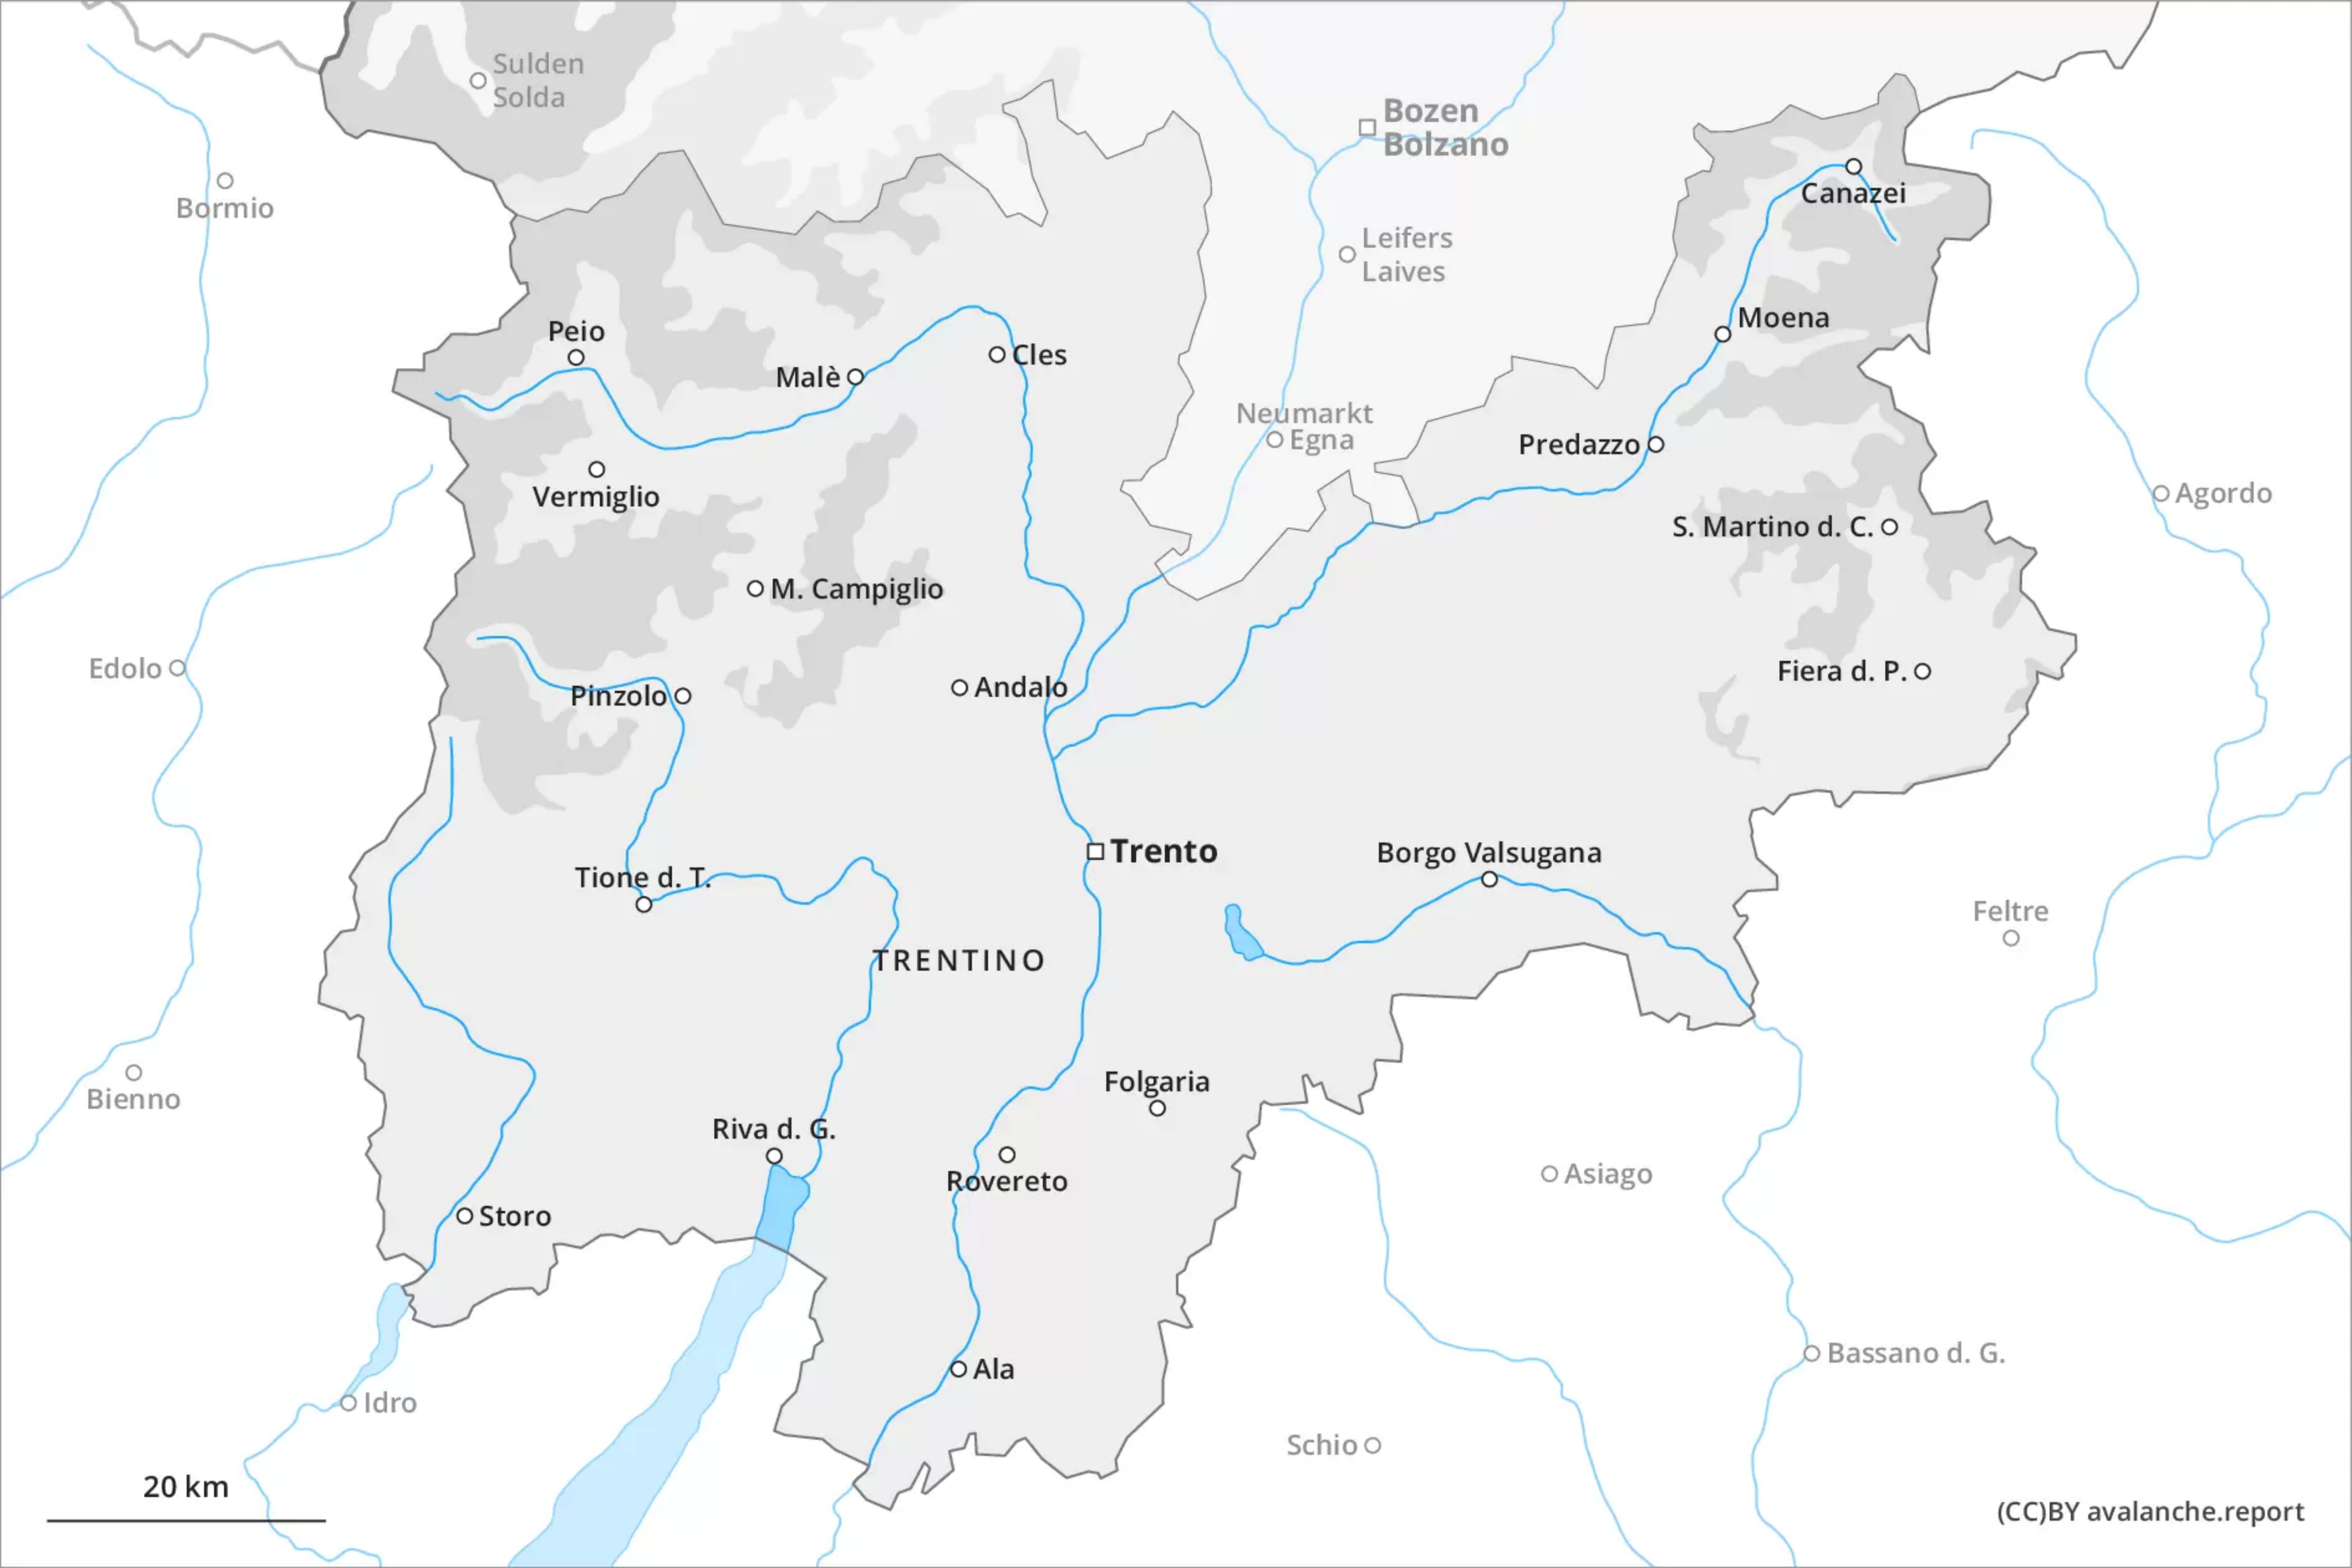 Sulden
Solda
Bozen
Bolzano
Bormio
Canazei
Leifers
Laives
Moena
Peio
Cles
Malè
Neumarkt
Egna
Predazzo
Vermiglio
Agordo
S. Martino d. C.
M. Campiglio
Edolo
Fiera d. P.
Andalo
Pinzolo
Trento
Borgo Valsugana
Tione d. T.
Feltre
TRENTINO
Folgaria
Bienno
Riva d. G.
Asiago
Rovereto
Storo
Bassano d. G.
Ala
Idro
Schio
20 km
(CC)BY avalanche.report